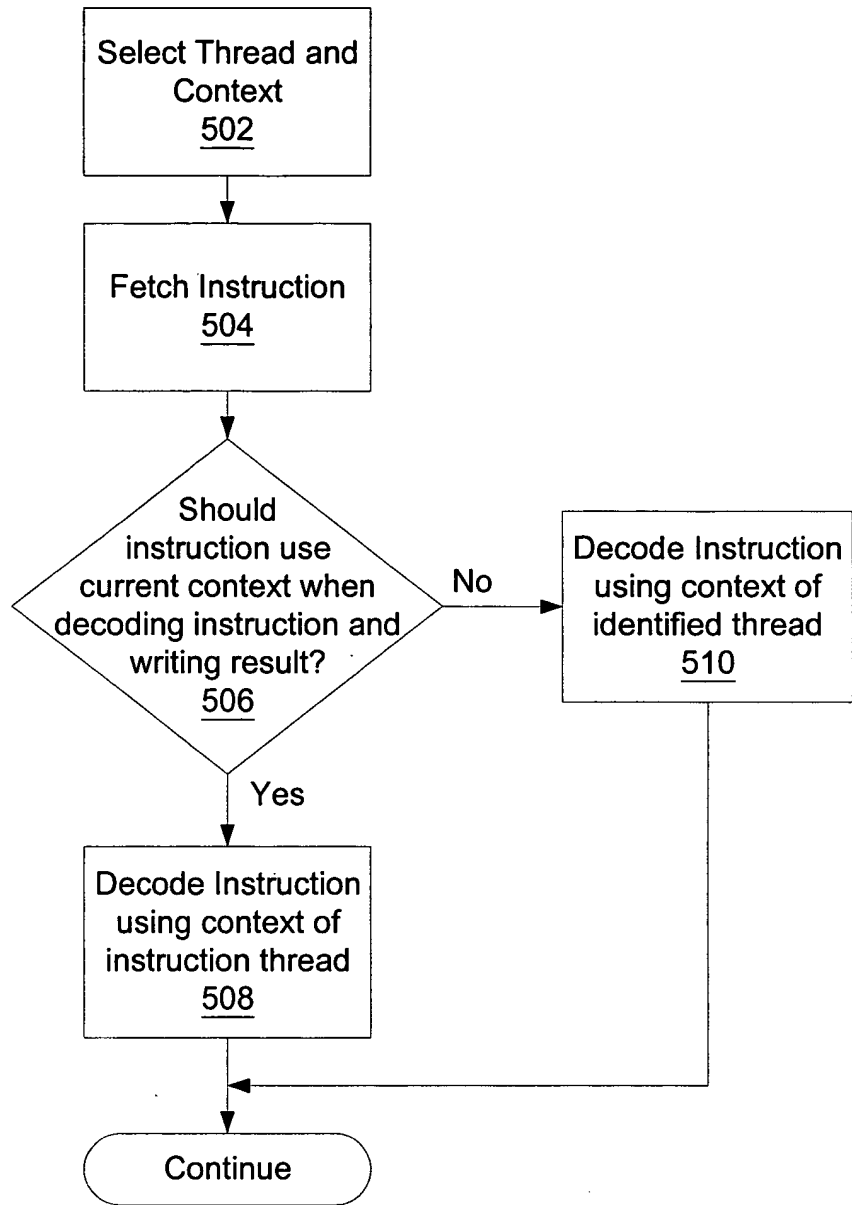 Select Thread and
Context
502
Fetch Instruction
504
Should
instruction use
current context when
decoding instruction and
writing result?
506
No
Decode Instruction
using context of
identified thread
510
Yes
Decode Instruction
using context of
instruction thread
508
Continue